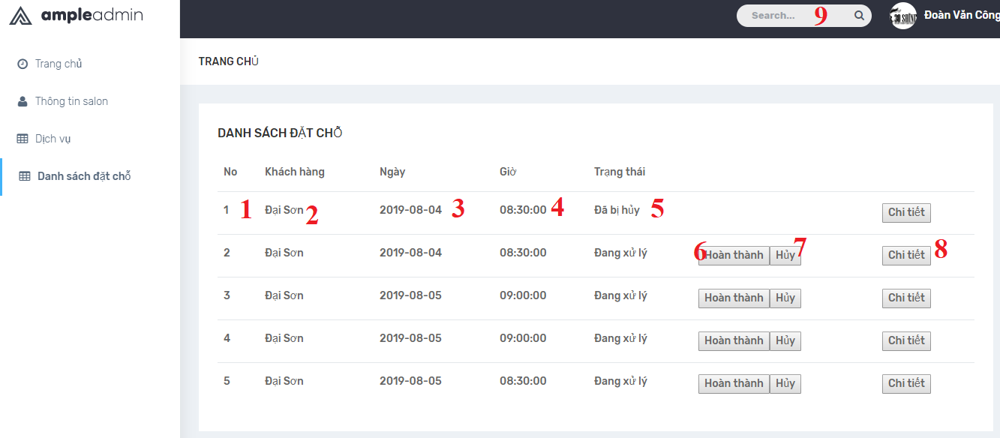 ampleadmin
Search... 9
Đoàn Văn Công
Trang chủ
Thông tin salon
Dịch vụ
Danh sách đặt chỗ
TRANG CHỦ
DANH SÁCH ĐẶT CHỖ
No Khách hàng Ngày Giờ Trạng thái
1 1 Đại Sơn 2 2019-08-04 3 08:30:00 4 Đã bị hủy 5 Chi tiết
2 Đại Sơn 2019-08-04 08:30:00 Đang xử lý 6 Hoàn thành Hủy 7 Chi tiết 8
3 Đại Sơn 2019-08-05 09:00:00 Đang xử lý Hoàn thành Hủy Chi tiết
4 Đại Sơn 2019-08-05 09:00:00 Đang xử lý Hoàn thành Hủy Chi tiết
5 Đại Sơn 2019-08-05 08:30:00 Đang xử lý Hoàn thành Hủy Chi tiết